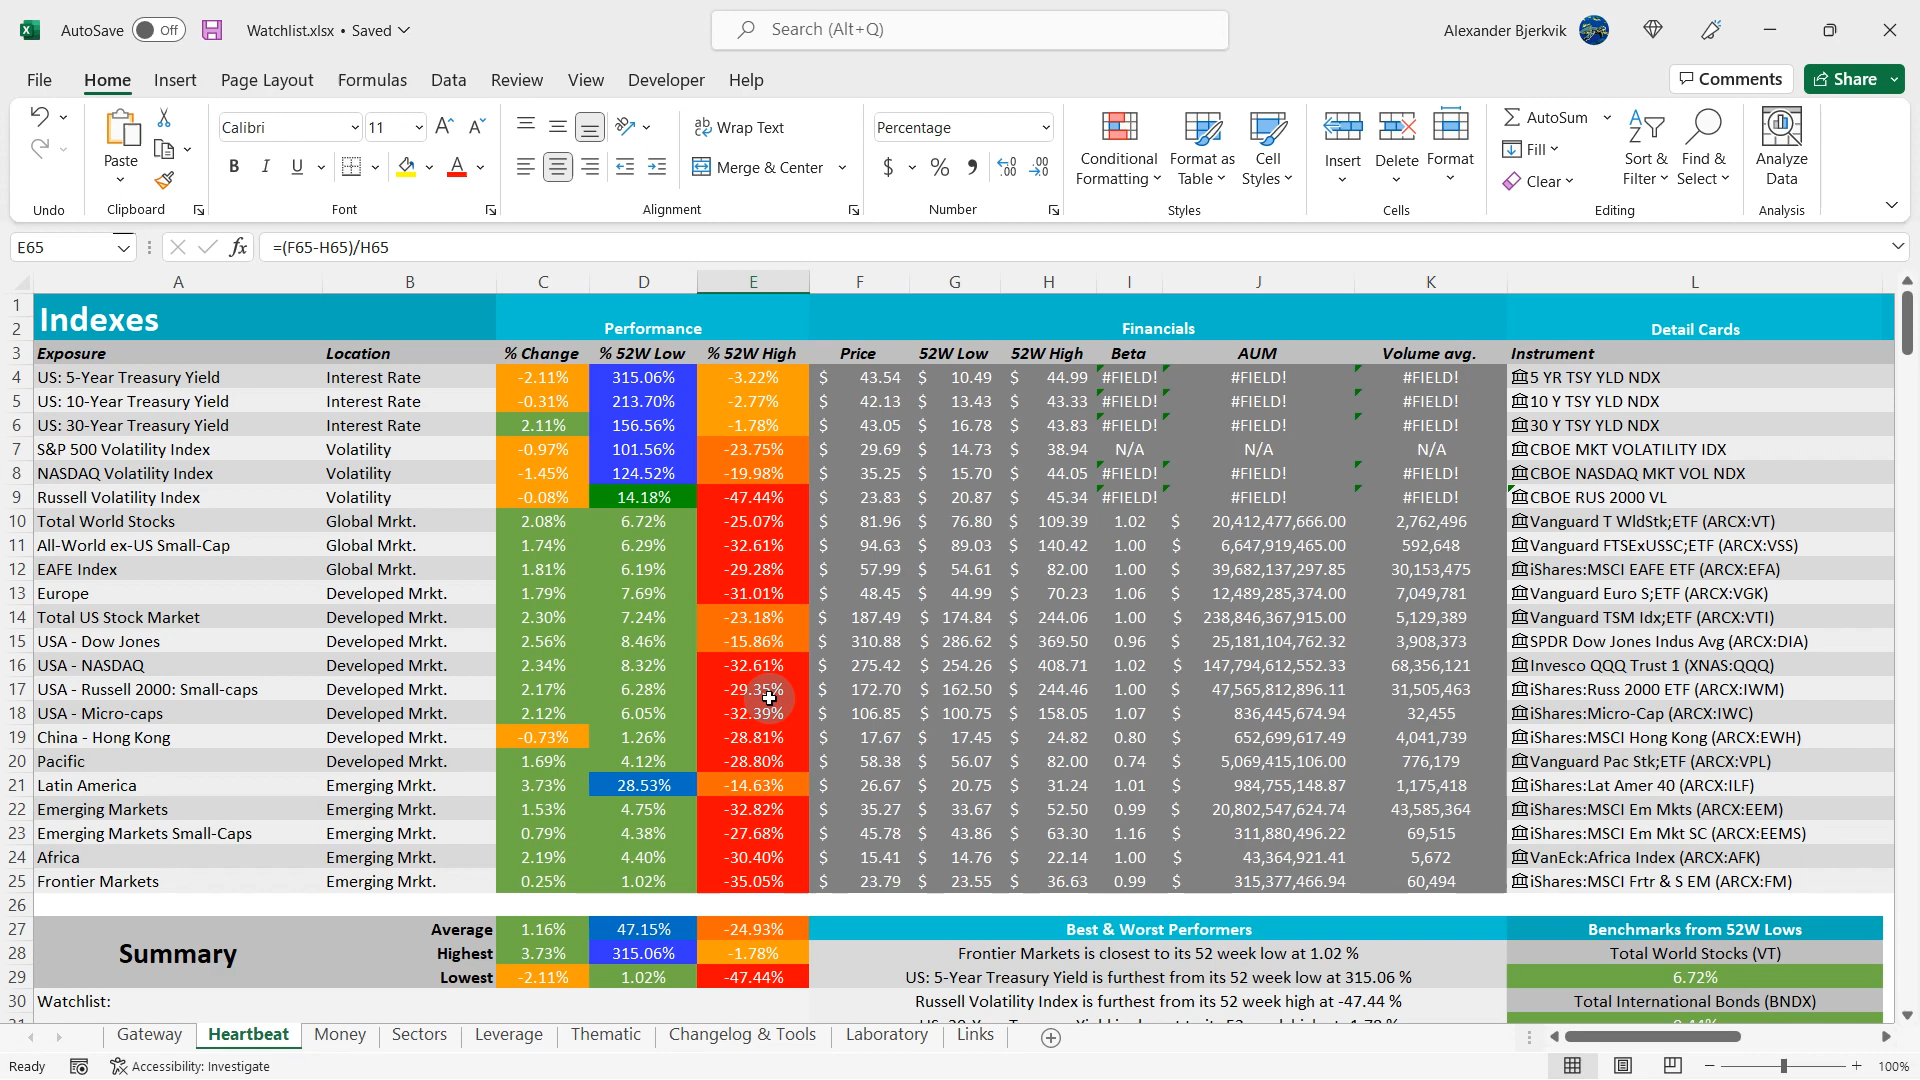 AutoSave Off Watchlist.xlsx • Saved Search (Alt+Q) Alexander Bjerkvik
File Home Insert Page Layout Formulas Data Review View Developer Help Comments Share
Calibri 11 Wrap Text Percentage AutoSum
Paste B I U Merge & Center $ % Conditional Formatting Format as Table Cell Styles Insert Delete Format Fill Clear Sort & Filter Find & Select Analyze Data
Undo Clipboard Font Alignment Number Styles Cells Editing Analysis
E65 fx =(F65-H65)/H65
A B C D E F G H I J K L
1 Indexes
2 Performance Financials Detail Cards
3 Exposure Location % Change % 52W Low % 52W High Price 52W Low 52W High Beta AUM Volume avg. Instrument
4 US: 5-Year Treasury Yield Interest Rate -2.11% 315.06% -3.22% $ 43.54 $ 10.49 $ 44.99 #FIELD! #FIELD! #FIELD! 5 YR TSY YLD NDX
5 US: 10-Year Treasury Yield Interest Rate -0.31% 213.70% -2.77% $ 42.13 $ 13.43 $ 43.33 #FIELD! #FIELD! #FIELD! 10 Y TSY YLD NDX
6 US: 30-Year Treasury Yield Interest Rate 2.11% 156.56% -1.78% $ 43.05 $ 16.78 $ 43.83 #FIELD! #FIELD! #FIELD! 30 Y TSY YLD NDX
7 S&P 500 Volatility Index Volatility -0.97% 101.56% -23.75% $ 29.69 $ 14.73 $ 38.94 N/A N/A N/A CBOE MKT VOLATILITY IDX
8 NASDAQ Volatility Index Volatility -1.45% 124.52% -19.98% $ 35.25 $ 15.70 $ 44.05 #FIELD! #FIELD! #FIELD! CBOE NASDAQ MKT VOL NDX
9 Russell Volatility Index Volatility -0.08% 14.18% -47.44% $ 23.83 $ 20.87 $ 45.34 #FIELD! #FIELD! #FIELD! CBOE RUS 2000 VL
10 Total World Stocks Global Mrkt. 2.08% 6.72% -25.07% $ 81.96 $ 76.80 $ 109.39 1.02 $ 20,412,477,666.00 2,762,496 Vanguard T WldStk;ETF (ARCX:VT)
11 All-World ex-US Small-Cap Global Mrkt. 1.74% 6.29% -32.61% $ 94.63 $ 89.03 $ 140.42 1.00 $ 6,647,919,465.00 592,648 Vanguard FTSExUSSC;ETF (ARCX:VSS)
12 EAFE Index Global Mrkt. 1.81% 6.19% -29.28% $ 57.99 $ 54.61 $ 82.00 1.00 $ 39,682,137,297.85 30,153,475 iShares:MSCI EAFE ETF (ARCX:EFA)
13 Europe Developed Mrkt. 1.79% 7.69% -31.01% $ 48.45 $ 44.99 $ 70.23 1.06 $ 12,489,285,374.00 7,049,781 Vanguard Euro S;ETF (ARCX:VGK)
14 Total US Stock Market Developed Mrkt. 2.30% 7.24% -23.18% $ 187.49 $ 174.84 $ 244.06 1.00 $ 238,846,367,915.00 5,129,389 Vanguard TSM Idx;ETF (ARCX:VTI)
15 USA - Dow Jones Developed Mrkt. 2.56% 8.46% -15.86% $ 310.88 $ 286.62 $ 369.50 0.96 $ 25,181,104,762.32 3,908,373 SPDR Dow Jones Indus Avg (ARCX:DIA)
16 USA - NASDAQ Developed Mrkt. 2.34% 8.32% -32.61% $ 275.42 $ 254.26 $ 408.71 1.02 $ 147,794,612,552.33 68,356,121 Invesco QQQ Trust 1 (XNAS:QQQ)
17 USA - Russell 2000: Small-caps Developed Mrkt. 2.17% 6.28% -29.35% $ 172.70 $ 162.50 $ 244.46 1.00 $ 47,565,812,896.11 31,505,463 iShares:Russ 2000 ETF (ARCX:IWM)
18 USA - Micro-caps Developed Mrkt. 2.12% 6.05% -32.39% $ 106.85 $ 100.75 $ 158.05 1.07 $ 836,445,674.94 32,455 iShares:Micro-Cap (ARCX:IWC)
19 China - Hong Kong Developed Mrkt. -0.73% 1.26% -28.81% $ 17.67 $ 17.45 $ 24.82 0.80 $ 652,699,617.49 4,041,739 iShares:MSCI Hong Kong (ARCX:EWH)
20 Pacific Developed Mrkt. 1.69% 4.12% -28.80% $ 58.38 $ 56.07 $ 82.00 0.74 $ 5,069,415,106.00 776,179 Vanguard Pac Stk;ETF (ARCX:VPL)
21 Latin America Emerging Mrkt. 3.73% 28.53% -14.63% $ 26.67 $ 20.75 $ 31.24 1.01 $ 984,755,148.87 1,175,418 iShares:Lat Amer 40 (ARCX:ILF)
22 Emerging Markets Emerging Mrkt. 1.53% 4.75% -32.82% $ 35.27 $ 33.67 $ 52.50 0.99 $ 20,802,547,624.74 43,585,364 iShares:MSCI Em Mkts (ARCX:EEM)
23 Emerging Markets Small-Caps Emerging Mrkt. 0.79% 4.38% -27.68% $ 45.78 $ 43.86 $ 63.30 1.16 $ 311,880,496.22 69,515 iShares:MSCI Em Mkt SC (ARCX:EEMS)
24 Africa Emerging Mrkt. 2.19% 4.40% -30.40% $ 15.41 $ 14.76 $ 22.14 1.00 $ 43,364,921.41 5,672 VanEck:Africa Index (ARCX:AFK)
25 Frontier Markets Emerging Mrkt. 0.25% 1.02% -35.05% $ 23.79 $ 23.55 $ 36.63 0.99 $ 315,377,466.94 60,494 iShares:MSCI Frtr & S EM (ARCX:FM)
26
27 Average 1.16% 47.15% -24.93% Best & Worst Performers Benchmarks from 52W Lows
28 Summary Highest 3.73% 315.06% -1.78% Frontier Markets is closest to its 52 week low at 1.02 % Total World Stocks (VT)
29 Lowest -2.11% 1.02% -47.44% US: 5-Year Treasury Yield is furthest from its 52 week low at 315.06 % 6.72%
30 Watchlist: Russell Volatility Index is furthest from its 52 week high at -47.44 % Total International Bonds (BNDX)
Gateway Heartbeat Money Sectors Leverage Thematic Changelog & Tools Laboratory Links
Ready Accessibility: Investigate 100%